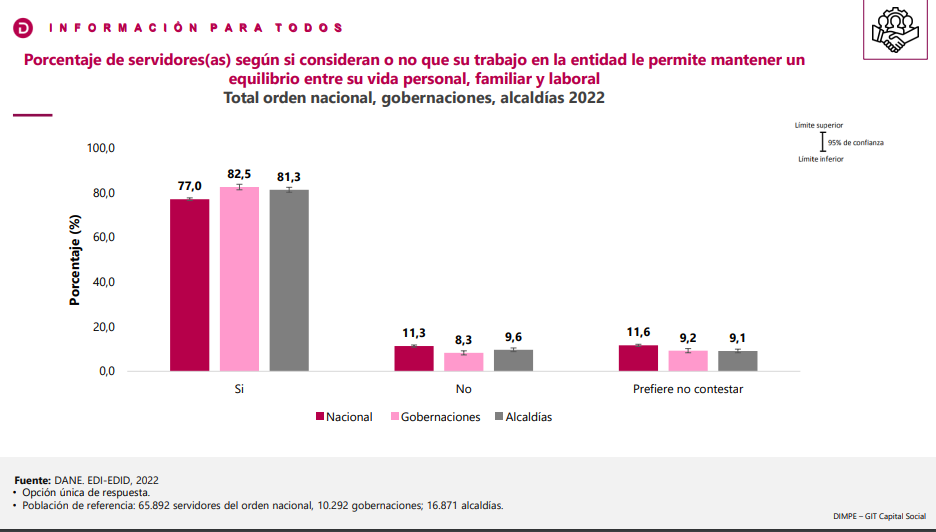 INFORMACIÓN PARA TODOS
Porcentaje de servidores(as) según si consideran o no que su trabajo en la entidad le permite mantener un
equilibrio entre su vida personal, familiar y laboral
Total orden nacional, gobernaciones, alcaldías 2022
Límite superior
95% de confianza
Límite inferior
Porcentaje (%)
100,0
80,0
60,0
40,0
20,0
0,0
77,0
82,5
81,3
11,3
8,3
9,6
11,6
9,2
9,1
Si
No
Prefiere no contestar
Nacional
Gobernaciones
Alcaldías
Fuente: DANE. EDI-EDID, 2022
• Opción única de respuesta.
• Población de referencia: 65.892 servidores del orden nacional, 10.292 gobernaciones; 16.871 alcaldías.
DIMPE – GIT Capital Social